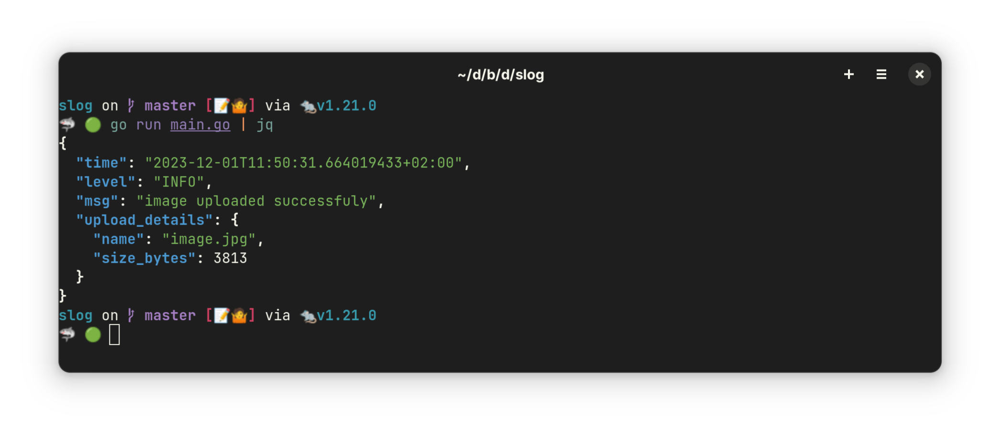 ~/d/b/d/slog
slog on master [📝🤷] via 🐀v1.21.0
🦈 🟢 go run main.go | jq
{
  "time": "2023-12-01T11:50:31.664019433+02:00",
  "level": "INFO",
  "msg": "image uploaded successfuly",
  "upload_details": {
    "name": "image.jpg",
    "size_bytes": 3813
  }
}
slog on master [📝🤷] via 🐀v1.21.0
🦈 🟢